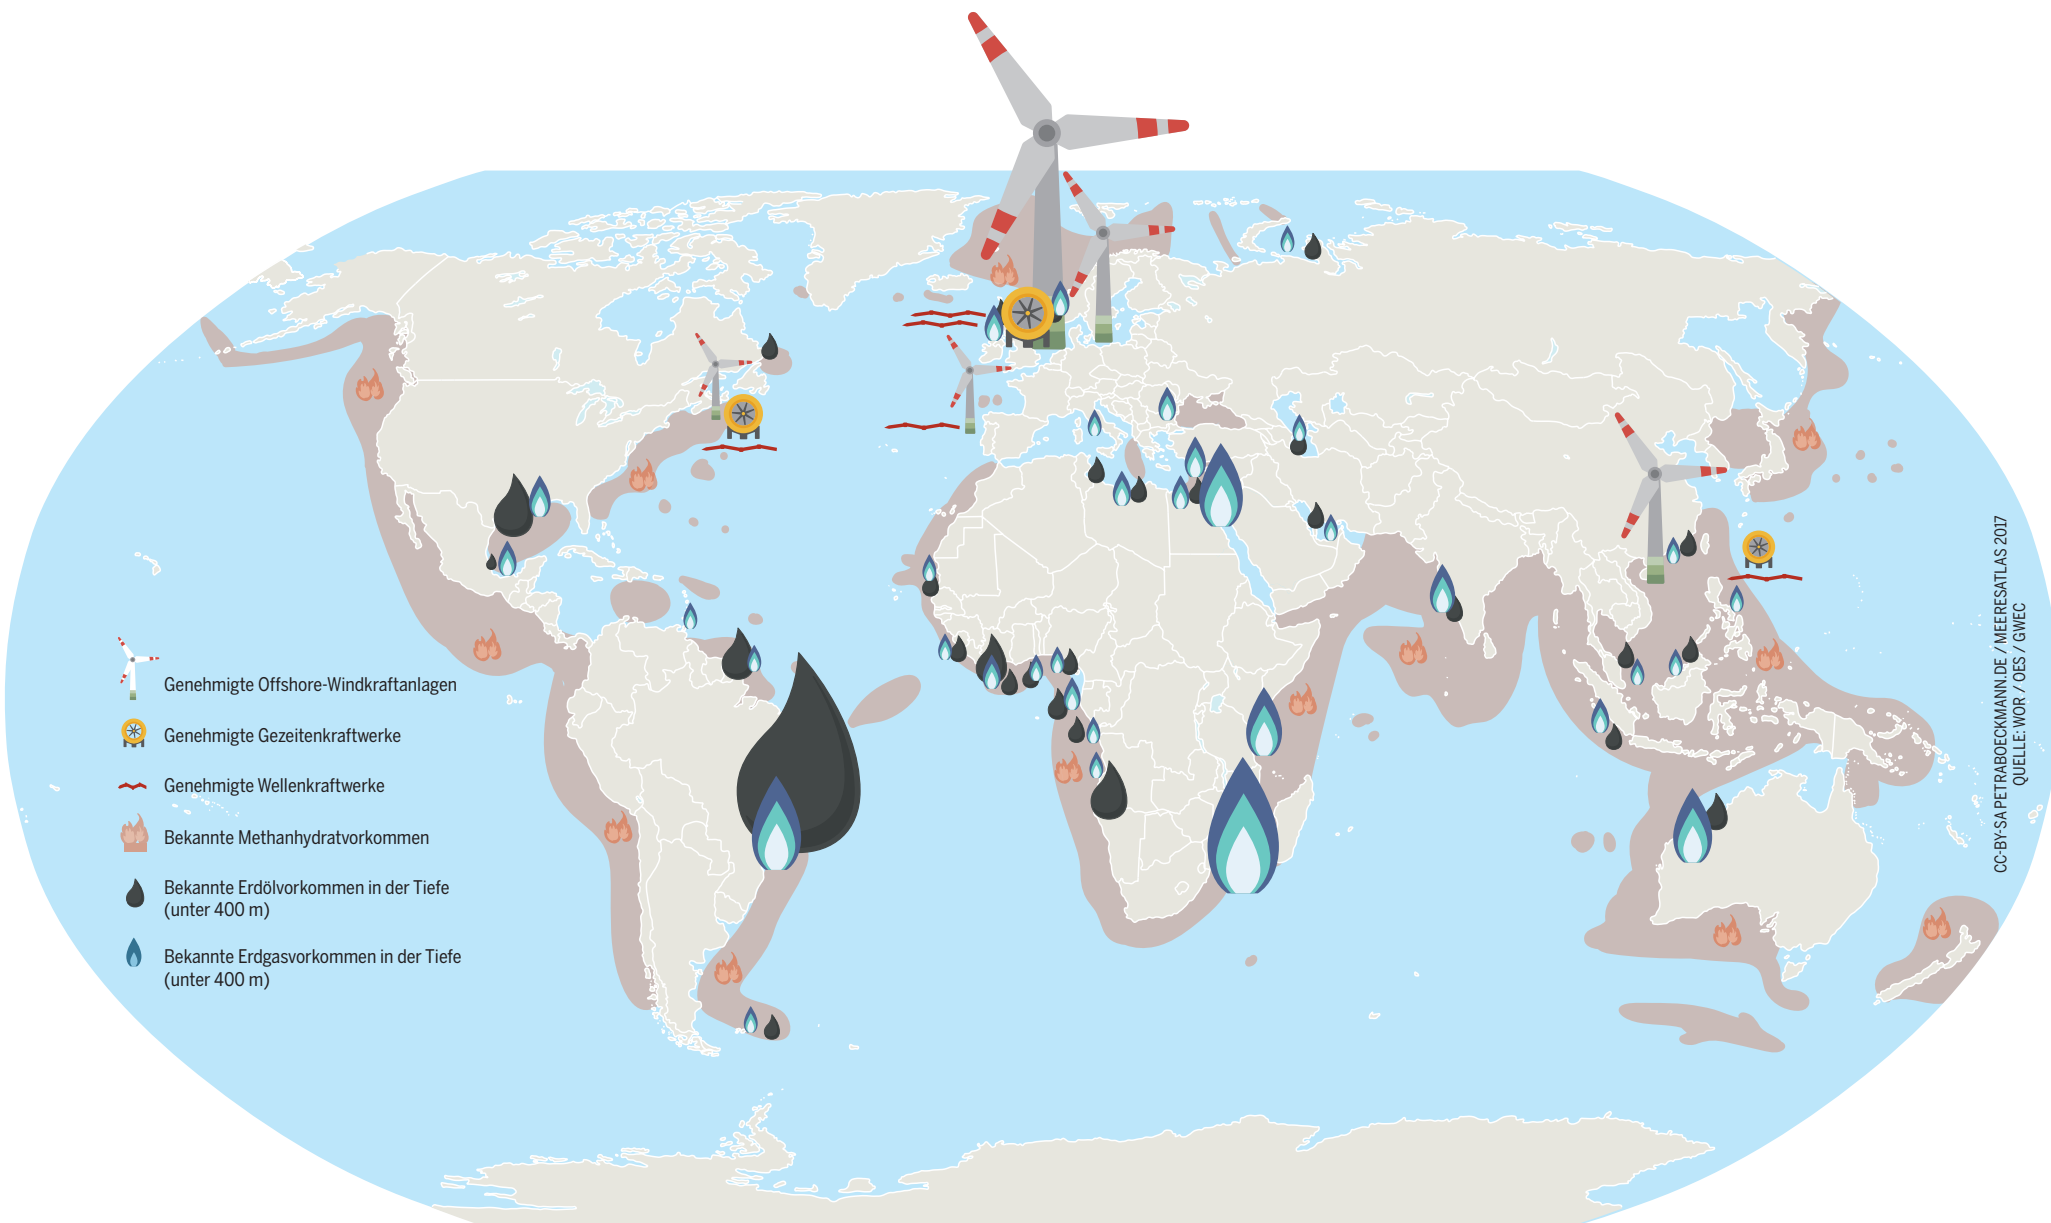 Genehmigte Offshore-Windkraftanlagen
Genehmigte Gezeitenkraftwerke
Genehmigte Wellenkraftwerke
Bekannte Methanhydratvorkommen
Bekannte Erdölvorkommen in der Tiefe
(unter 400 m)
Bekannte Erdgasvorkommen in der Tiefe
(unter 400 m)
CC-BY-SA PETRABOECKMANN.DE / MEERESATLAS 2017
QUELLE: WOR / OES / GWEC